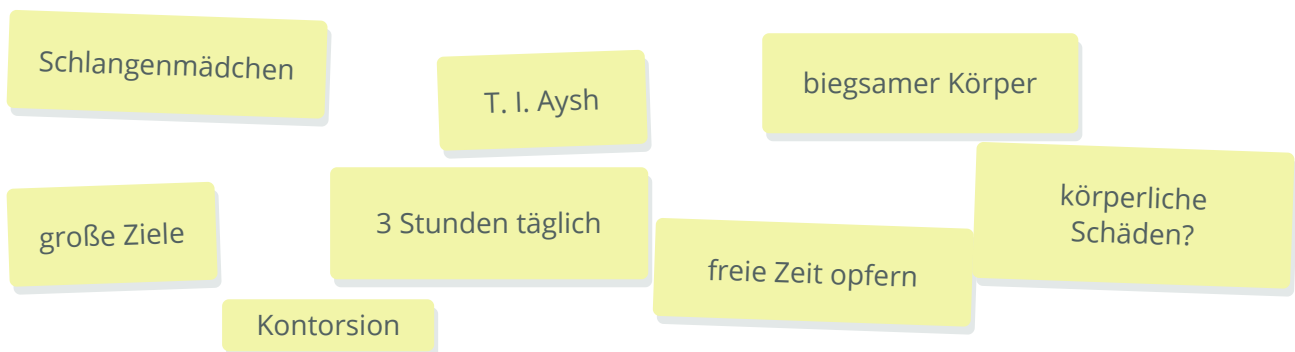 Schlangenmädchen
T. I. Aysh
biegsamer Körper
große Ziele
3 Stunden täglich
freie Zeit opfern
körperliche
Schäden?
Kontorsion